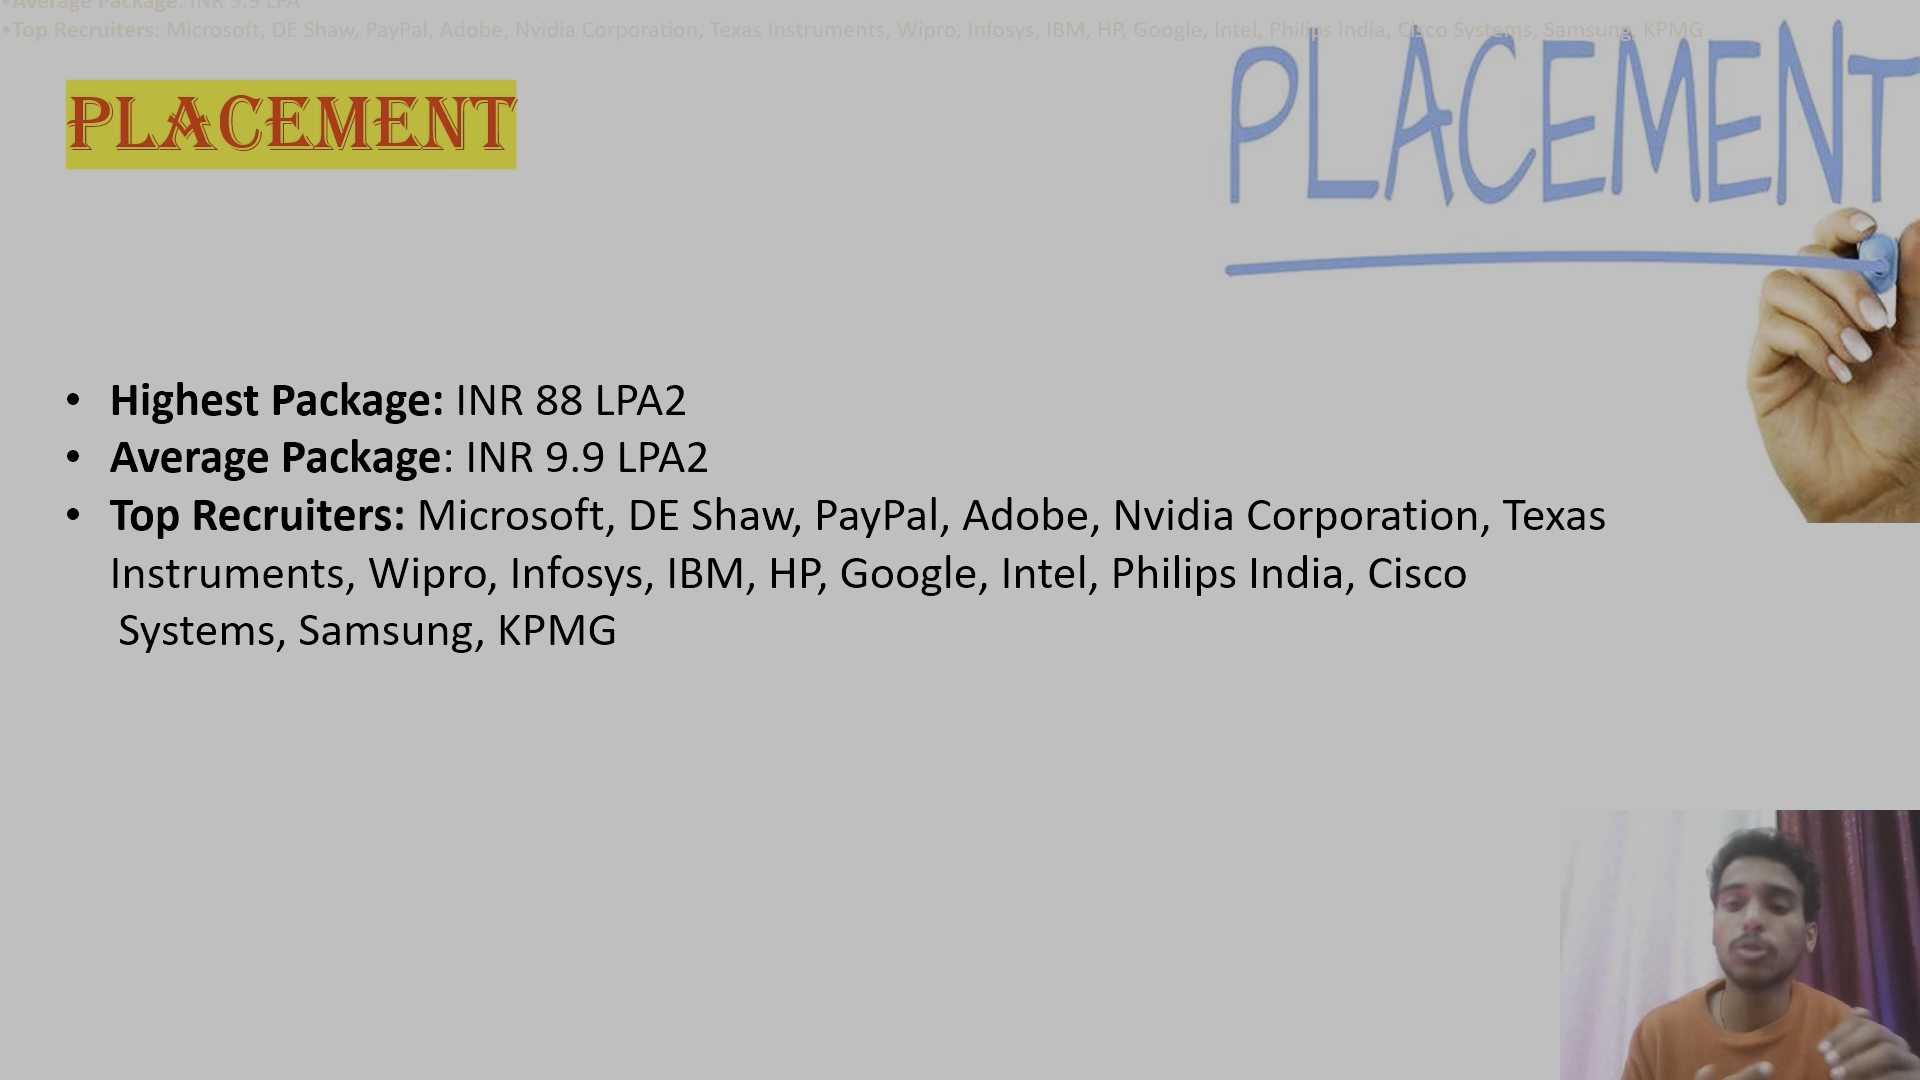 •Average Package: INR 9.9 LPA
•Top Recruiters: Microsoft, DE Shaw, PayPal, Adobe, Nvidia Corporation, Texas Instruments, Wipro, Infosys, IBM, HP, Google, Intel, Philips India, Cisco Systems, Samsung, KPMG
PLACEMENT
PLACEMENT
• Highest Package: INR 88 LPA2
• Average Package: INR 9.9 LPA2
• Top Recruiters: Microsoft, DE Shaw, PayPal, Adobe, Nvidia Corporation, Texas
Instruments, Wipro, Infosys, IBM, HP, Google, Intel, Philips India, Cisco
Systems, Samsung, KPMG